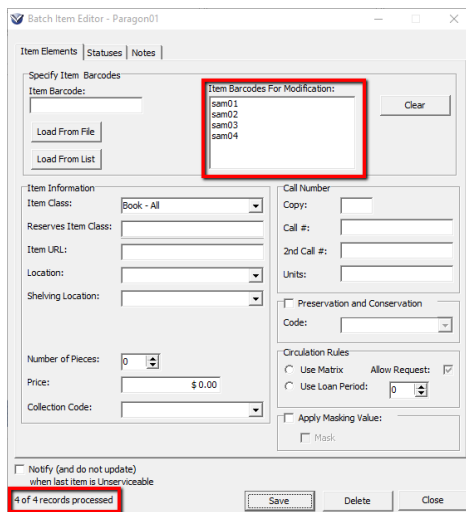 Batch Item Editor - Paragon01
Item Elements Statuses Notes
Specify Item Barcodes
Item Barcode:
Item Barcodes For Modification:
sam01
sam02
sam03
sam04
Clear
Load From File
Load From List
Item Information
Item Class: Book - All
Reserves Item Class:
Item URL:
Location:
Shelving Location:
Number of Pieces: 0
Price: $ 0.00
Collection Code:
Call Number
Copy:
Call #:
2nd Call #:
Units:
Preservation and Conservation
Code:
Circulation Rules
Use Matrix Allow Request:
Use Loan Period: 0
Apply Masking Value:
Mask
Notify (and do not update)
when last item is Unserviceable
4 of 4 records processed
Save Delete Close